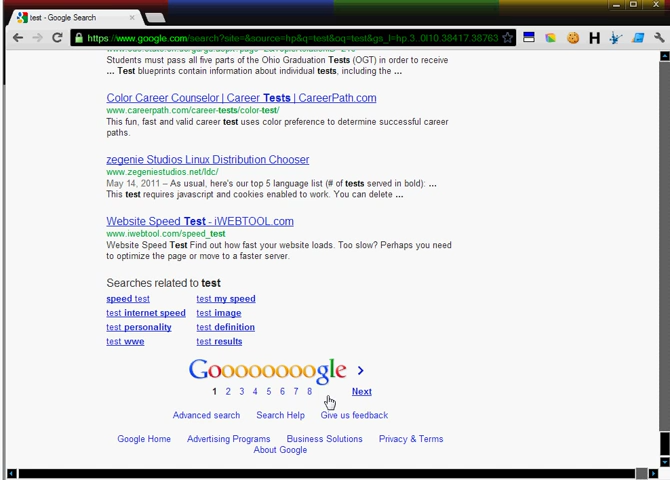 test - Google Search
https://www.google.com/search?site=&source=hp&q=test&oq=test&gs_l=hp.3..0l10.38417.38763
Students must pass all five parts of the Ohio Graduation Tests (OGT) in order to receive
... Test blueprints contain information about individual tests, including the ...
Color Career Counselor | Career Tests | CareerPath.com
www.careerpath.com/career-tests/color-test/
This fun, fast and valid career test uses color preference to determine successful career
paths.
zegenie Studios Linux Distribution Chooser
www.zegeniestudios.net/ldc/
May 14, 2011 – As usual, here's our top 5 language list (# of tests served in bold): ...
This test requires javascript and cookies enabled to work. You can delete ...
Website Speed Test - iWEBTOOL.com
www.iwebtool.com/speed_test
Website Speed Test Find out how fast your website loads. Too slow? Perhaps you need
to optimize the page or move to a faster server.
Searches related to test
speed test test my speed
test internet speed test image
test personality test definition
test wwe test results
Goooooooogle >
1 2 3 4 5 6 7 8 Next
Advanced search Search Help Give us feedback
Google Home Advertising Programs Business Solutions Privacy & Terms
About Google